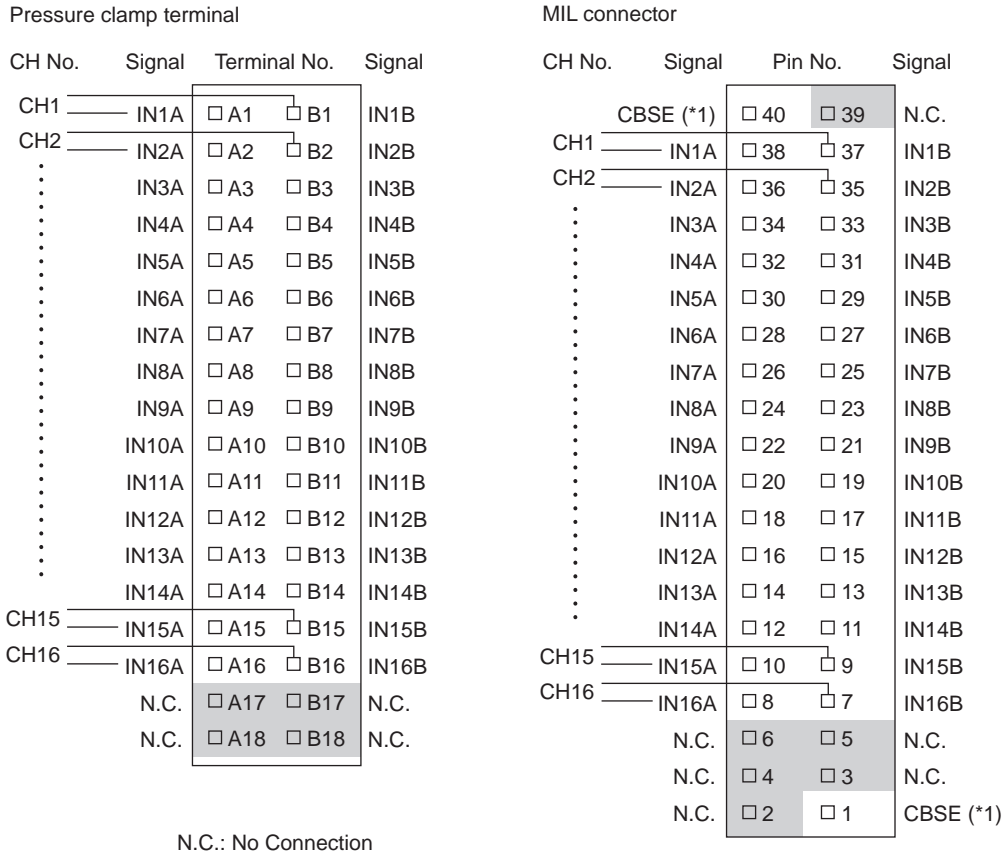 Pressure clamp terminal
CH No. Signal Terminal No. Signal
CH1 IN1A A1 B1 IN1B
CH2 IN2A A2 B2 IN2B
IN3A A3 B3 IN3B
IN4A A4 B4 IN4B
IN5A A5 B5 IN5B
IN6A A6 B6 IN6B
IN7A A7 B7 IN7B
IN8A A8 B8 IN8B
IN9A A9 B9 IN9B
IN10A A10 B10 IN10B
IN11A A11 B11 IN11B
IN12A A12 B12 IN12B
IN13A A13 B13 IN13B
IN14A A14 B14 IN14B
CH15 IN15A A15 B15 IN15B
CH16 IN16A A16 B16 IN16B
N.C. A17 B17 N.C.
N.C. A18 B18 N.C.
N.C.: No Connection
MIL connector
CH No. Signal Pin No. Signal
CBSE (*1) 40 39 N.C.
CH1 IN1A 38 37 IN1B
CH2 IN2A 36 35 IN2B
IN3A 34 33 IN3B
IN4A 32 31 IN4B
IN5A 30 29 IN5B
IN6A 28 27 IN6B
IN7A 26 25 IN7B
IN8A 24 23 IN8B
IN9A 22 21 IN9B
IN10A 20 19 IN10B
IN11A 18 17 IN11B
IN12A 16 15 IN12B
IN13A 14 13 IN13B
IN14A 12 11 IN14B
CH15 IN15A 10 9 IN15B
CH16 IN16A 8 7 IN16B
N.C. 6 5 N.C.
N.C. 4 3 N.C.
N.C. 2 1 CBSE (*1)